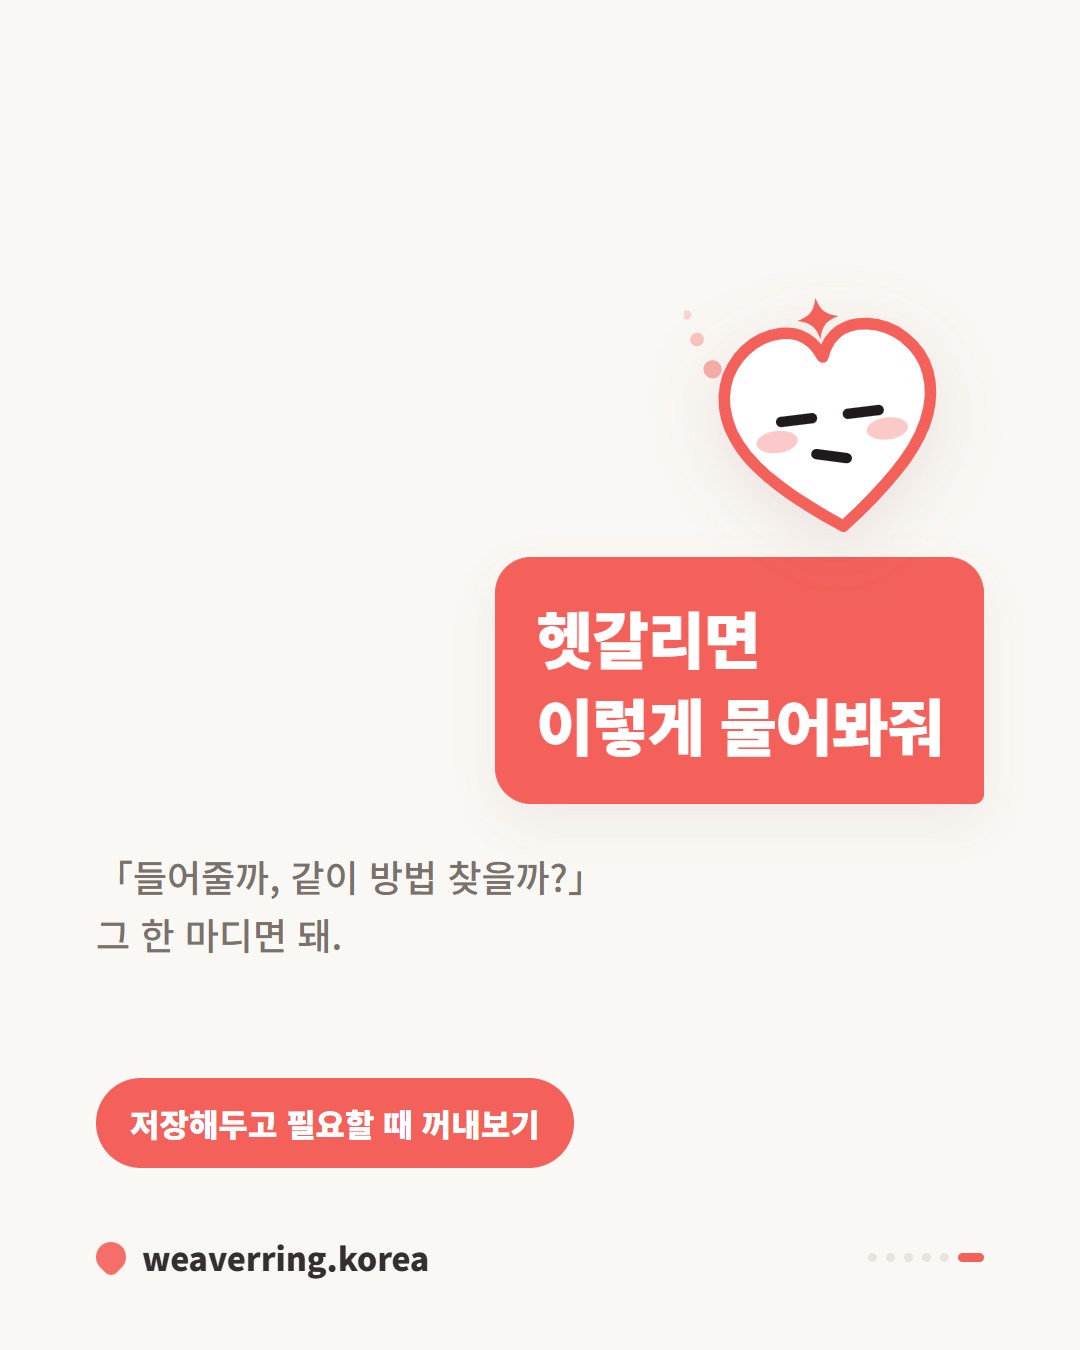 헷갈리면
이렇게 물어봐줘
「들어줄까, 같이 방법 찾을까?」
그 한 마디면 돼.
저장해두고 필요할 때 꺼내보기
weaverring.korea